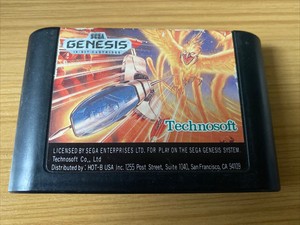 SEGA
GENESIS
16-BIT CARTRIDGE
Technosoft
LICENSED BY SEGA ENTERPRISES LTD. FOR PLAY ON THE SEGA GENESIS SYSTEM.
Technosoft Co., Ltd
Distributed by: HOT-B USA Inc. 1255 Post Street, Suite 1040, San Francisco, CA 94109